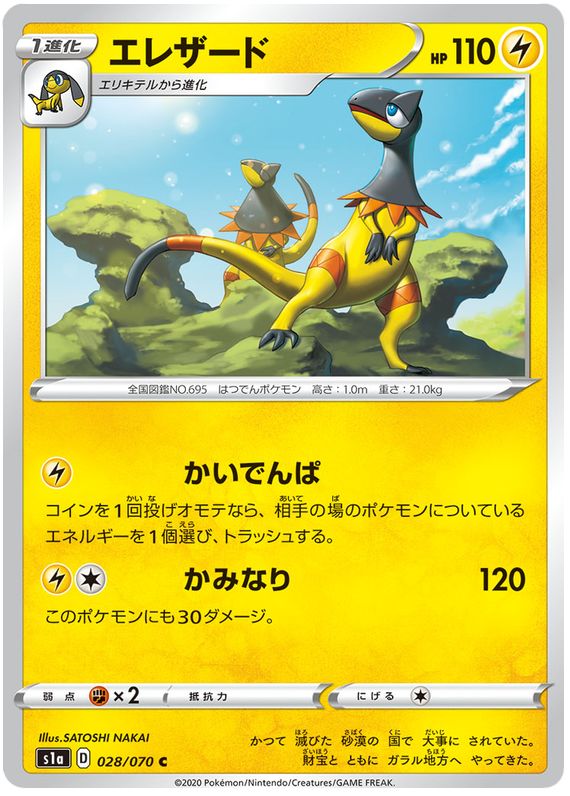 1進化 エレザード HP 110
エリキテルから進化
全国図鑑NO.695 はつでんポケモン 高さ：1.0m 重さ：21.0kg
かいでんぱ
コインを1回投げオモテなら、相手の場のポケモンについている
エネルギーを1個選び、トラッシュする。
かみなり 120
このポケモンにも30ダメージ。
弱点 ×2 抵抗力 にげる
Illus.SATOSHI NAKAI
s1a D 028/070 C
かつて 滅びた 砂漠の 国で 大事に されていた。
財宝と ともに ガラル地方へ やってきた。
©2020 Pokémon/Nintendo/Creatures/GAME FREAK.